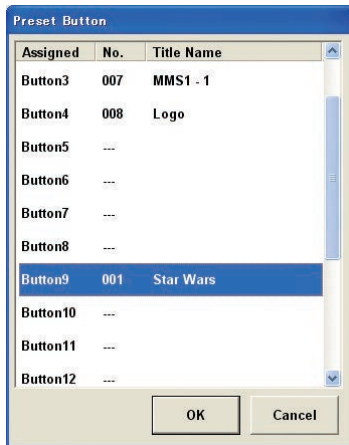 Preset Button
Assigned No. Title Name
Button3 007 MMS1 - 1
Button4 008 Logo
Button5 ---
Button6 ---
Button7 ---
Button8 ---
Button9 001 Star Wars
Button10 ---
Button11 ---
Button12 ---
OK Cancel